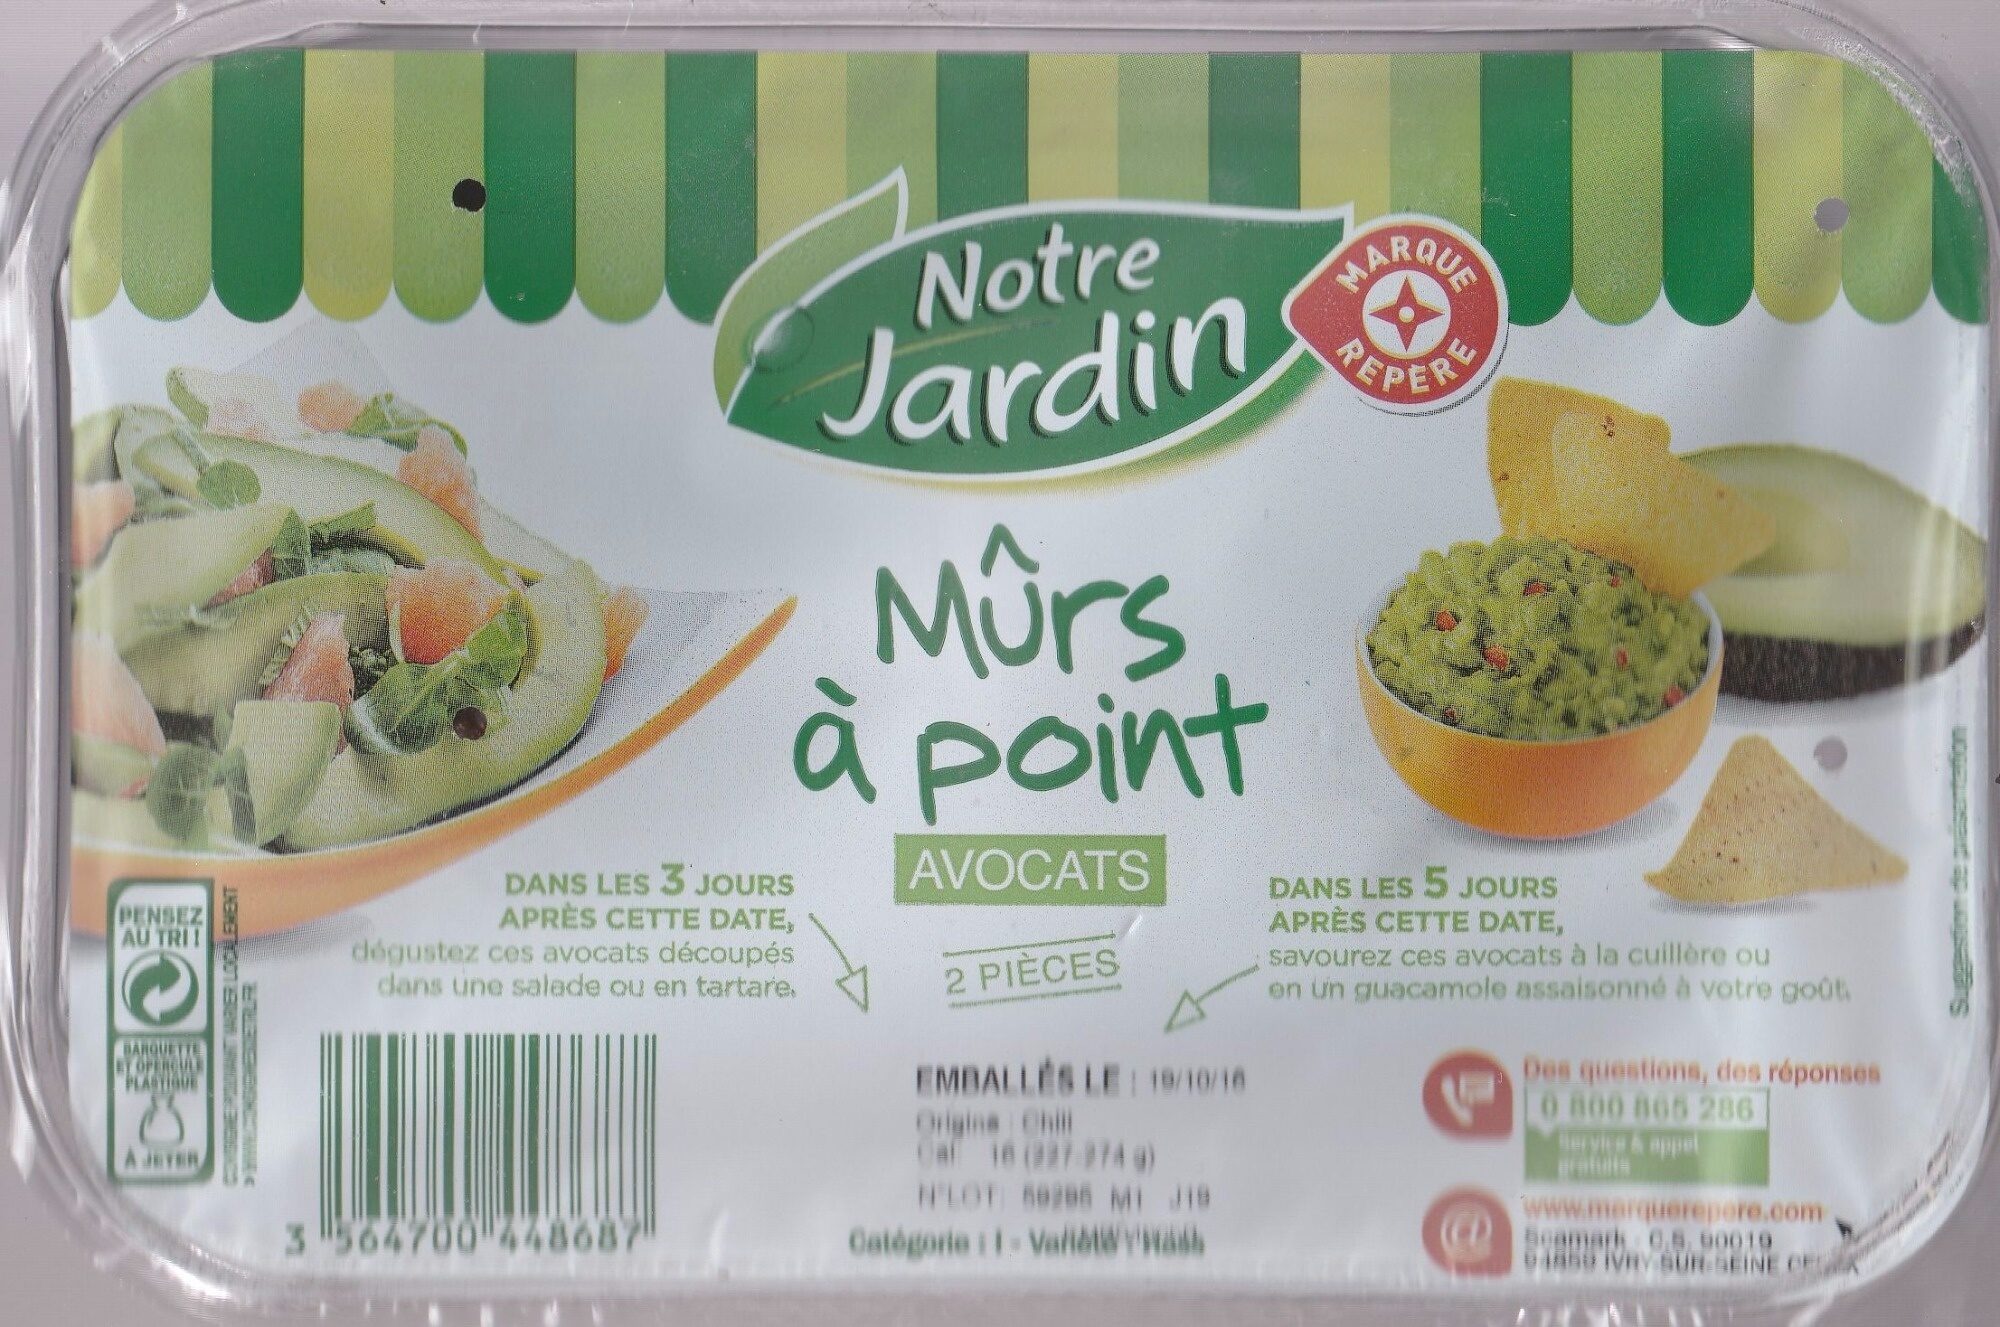 Notre
Jardin
MARQUE
REPÈRE
Mûrs
à point
AVOCATS
2 PIÈCES
DANS LES 3 JOURS
APRÈS CETTE DATE,
dégustez ces avocats découpés
dans une salade ou en tartare.
DANS LES 5 JOURS
APRÈS CETTE DATE,
savourez ces avocats à la cuillère ou
en un guacamole assaisonné à votre goût.
Suggestion de présentation
PENSEZ
AU TRI !
BARQUETTE
ET OPERCULE
PLASTIQUE
À JETER
CONSIGNE POUVANT VARIER LOCALEMENT
3 564700 448687
EMBALLÉS LE : 19/10/16
Origine : Chili
Cal 16 (227-274 g)
N°LOT: 59295 M1 J19
Catégorie : I - Variété : Hass
Des questions, des réponses
0 800 865 286
Service & appel
gratuits
www.marquerepere.com
Scamark C.S. 90019
94859 IVRY-SUR-SEINE